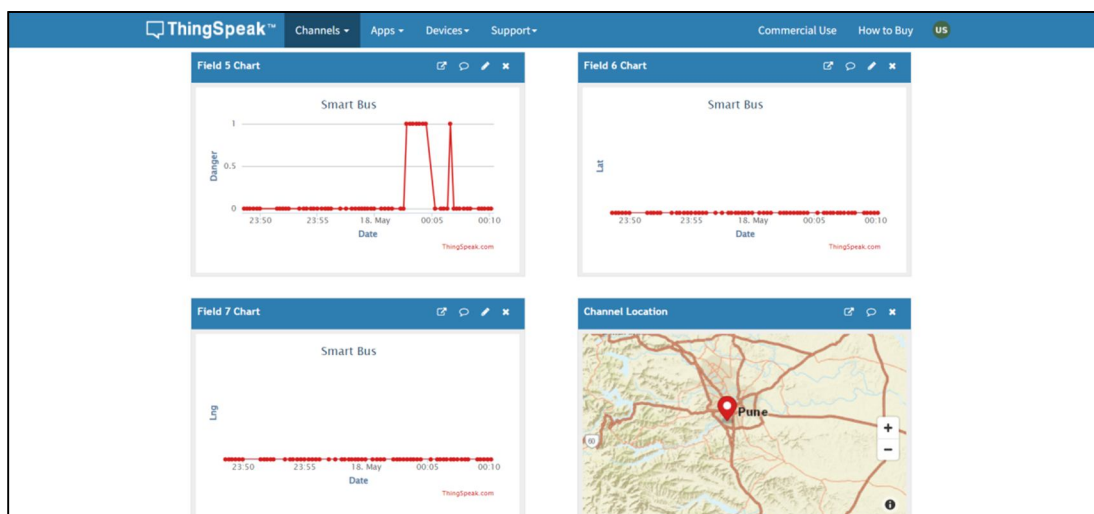 ThingSpeak™ Channels Apps Devices Support Commercial Use How to Buy US
Field 5 Chart
Smart Bus
Danger
1
0.5
0
23:50 23:55 18. May 00:05 00:10
Date
ThingSpeak.com
Field 6 Chart
Smart Bus
Lat
23:50 23:55 18. May 00:05 00:10
Date
ThingSpeak.com
Field 7 Chart
Smart Bus
Lng
23:50 23:55 18. May 00:05 00:10
Date
ThingSpeak.com
Channel Location
Pune
60
+
−